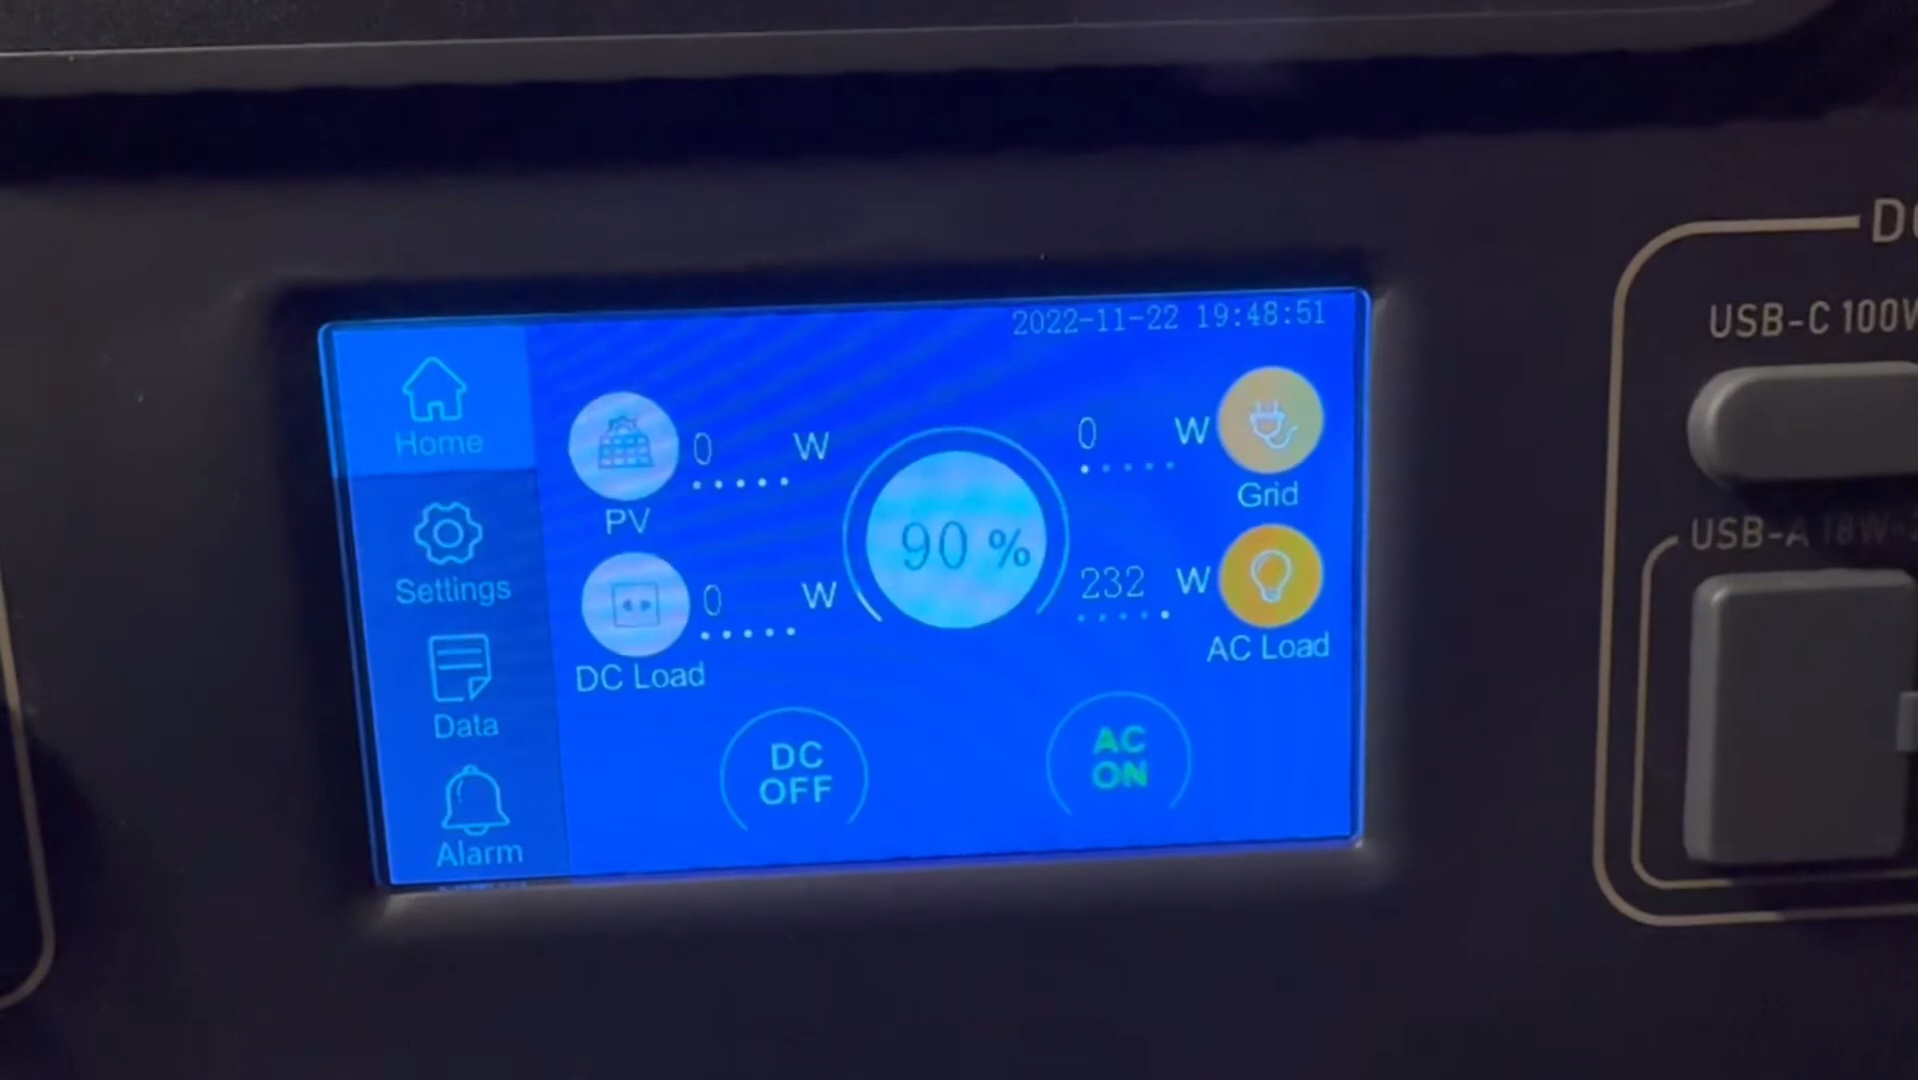 2022-11-22 19:48:51
Home
Settings
Data
Alarm
0 W
PV
0 W
DC Load
90 %
0 W
Grid
232 W
AC Load
DC
OFF
AC
ON
USB-C 100W
USB-A 18W